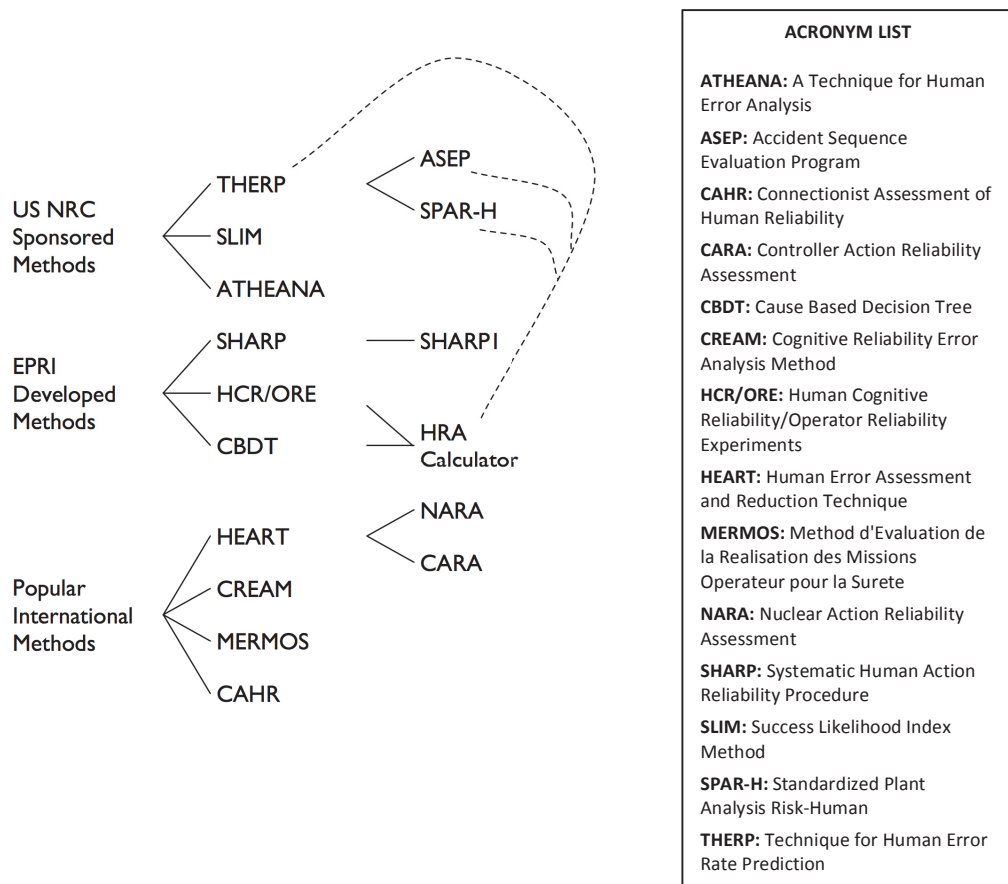 US NRC
Sponsored
Methods
THERP
SLIM
ATHEANA
ASEP
SPAR-H
EPRI
Developed
Methods
SHARP
HCR/ORE
CBDT
SHARP1
HRA
Calculator
Popular
International
Methods
HEART
CREAM
MERMOS
CAHR
NARA
CARA
ACRONYM LIST
ATHEANA: A Technique for Human
Error Analysis
ASEP: Accident Sequence
Evaluation Program
CAHR: Connectionist Assessment of
Human Reliability
CARA: Controller Action Reliability
Assessment
CBDT: Cause Based Decision Tree
CREAM: Cognitive Reliability Error
Analysis Method
HCR/ORE: Human Cognitive
Reliability/Operator Reliability
Experiments
HEART: Human Error Assessment
and Reduction Technique
MERMOS: Method d'Evaluation de
la Realisation des Missions
Operateur pour la Surete
NARA: Nuclear Action Reliability
Assessment
SHARP: Systematic Human Action
Reliability Procedure
SLIM: Success Likelihood Index
Method
SPAR-H: Standardized Plant
Analysis Risk-Human
THERP: Technique for Human Error
Rate Prediction